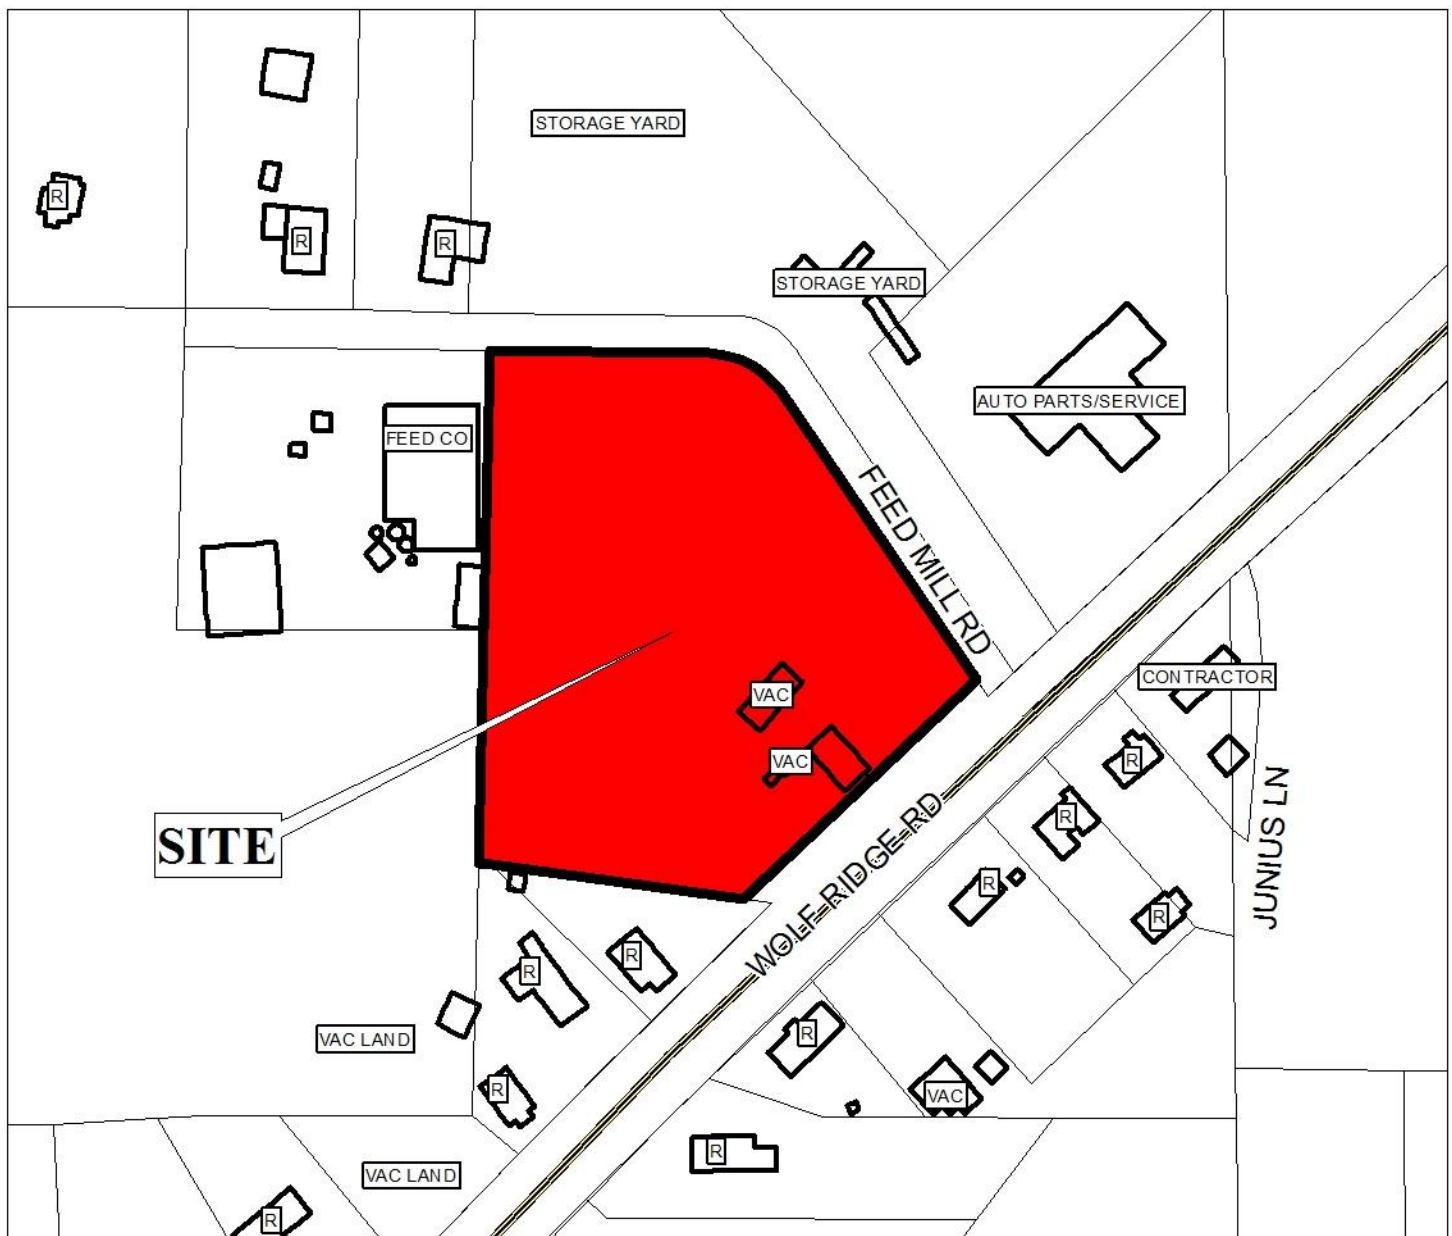 STORAGE YARD
R
R
R
STORAGE YARD
AUTO PARTS/SERVICE
FEED CO
FEED MILL RD
CONTRACTOR
VAC
VAC
R
JUNIUS LN
R
SITE
WOLF RIDGE RD
R
R
R
R
VAC LAND
R
R
VAC
R
VAC LAND
R